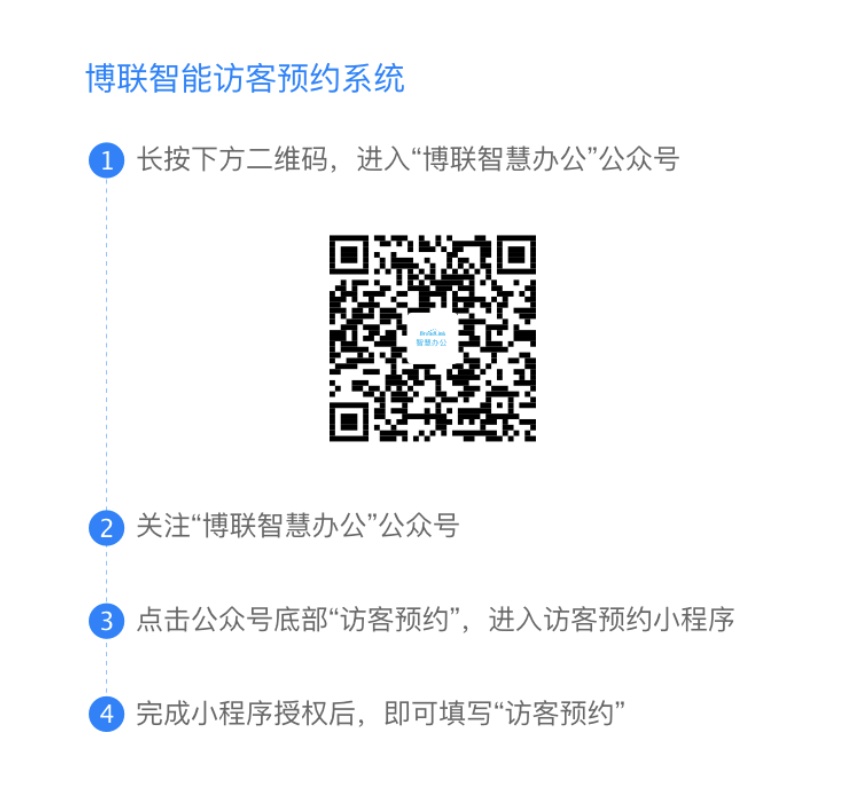 博联智能访客预约系统
1 长按下方二维码，进入“博联智慧办公”公众号
智慧办公
2 关注“博联智慧办公”公众号
3 点击公众号底部“访客预约”，进入访客预约小程序
4 完成小程序授权后，即可填写“访客预约”